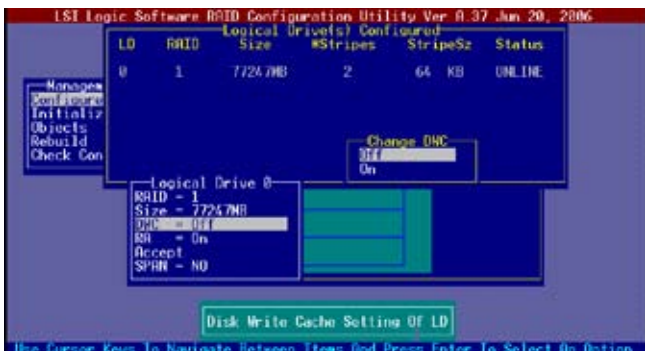 LSI Logic Software RAID Configuration Utility Ver A.37 Jun 20, 2006
Logical Drive(s) Configured
LD RAID Size #Stripes StripeSz Status
0 1 77247MB 2 64 KB ONLINE
Managem
Configure
Initializ
Objects
Rebuild
Check Con
Change DWC
Off
On
Logical Drive 0
RAID = 1
Size = 77247MB
DWC = Off
RA = On
Accept
SPAN = NO
Disk Write Cache Setting Of LD
Use Cursor Keys To Navigate Between Items And Press Enter To Select An Option